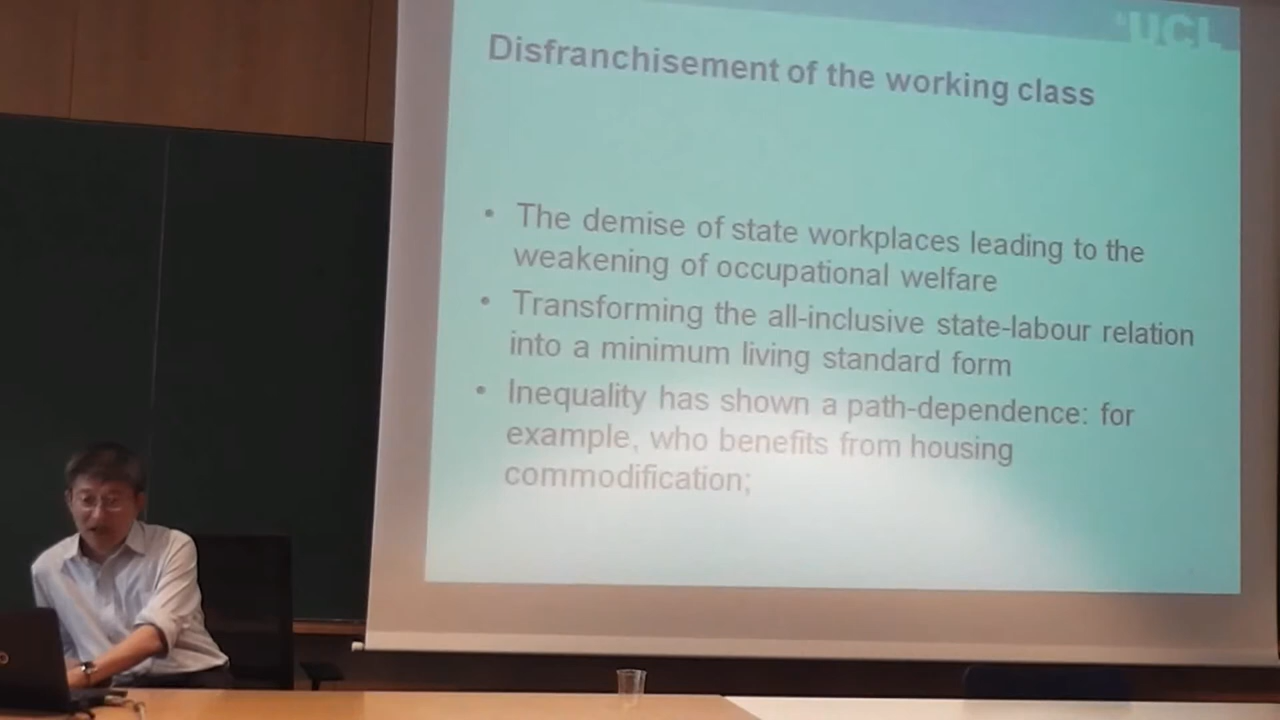 UCL
Disfranchisement of the working class
• The demise of state workplaces leading to the
weakening of occupational welfare
• Transforming the all-inclusive state-labour relation
into a minimum living standard form
• Inequality has shown a path-dependence: for
example, who benefits from housing
commodification;